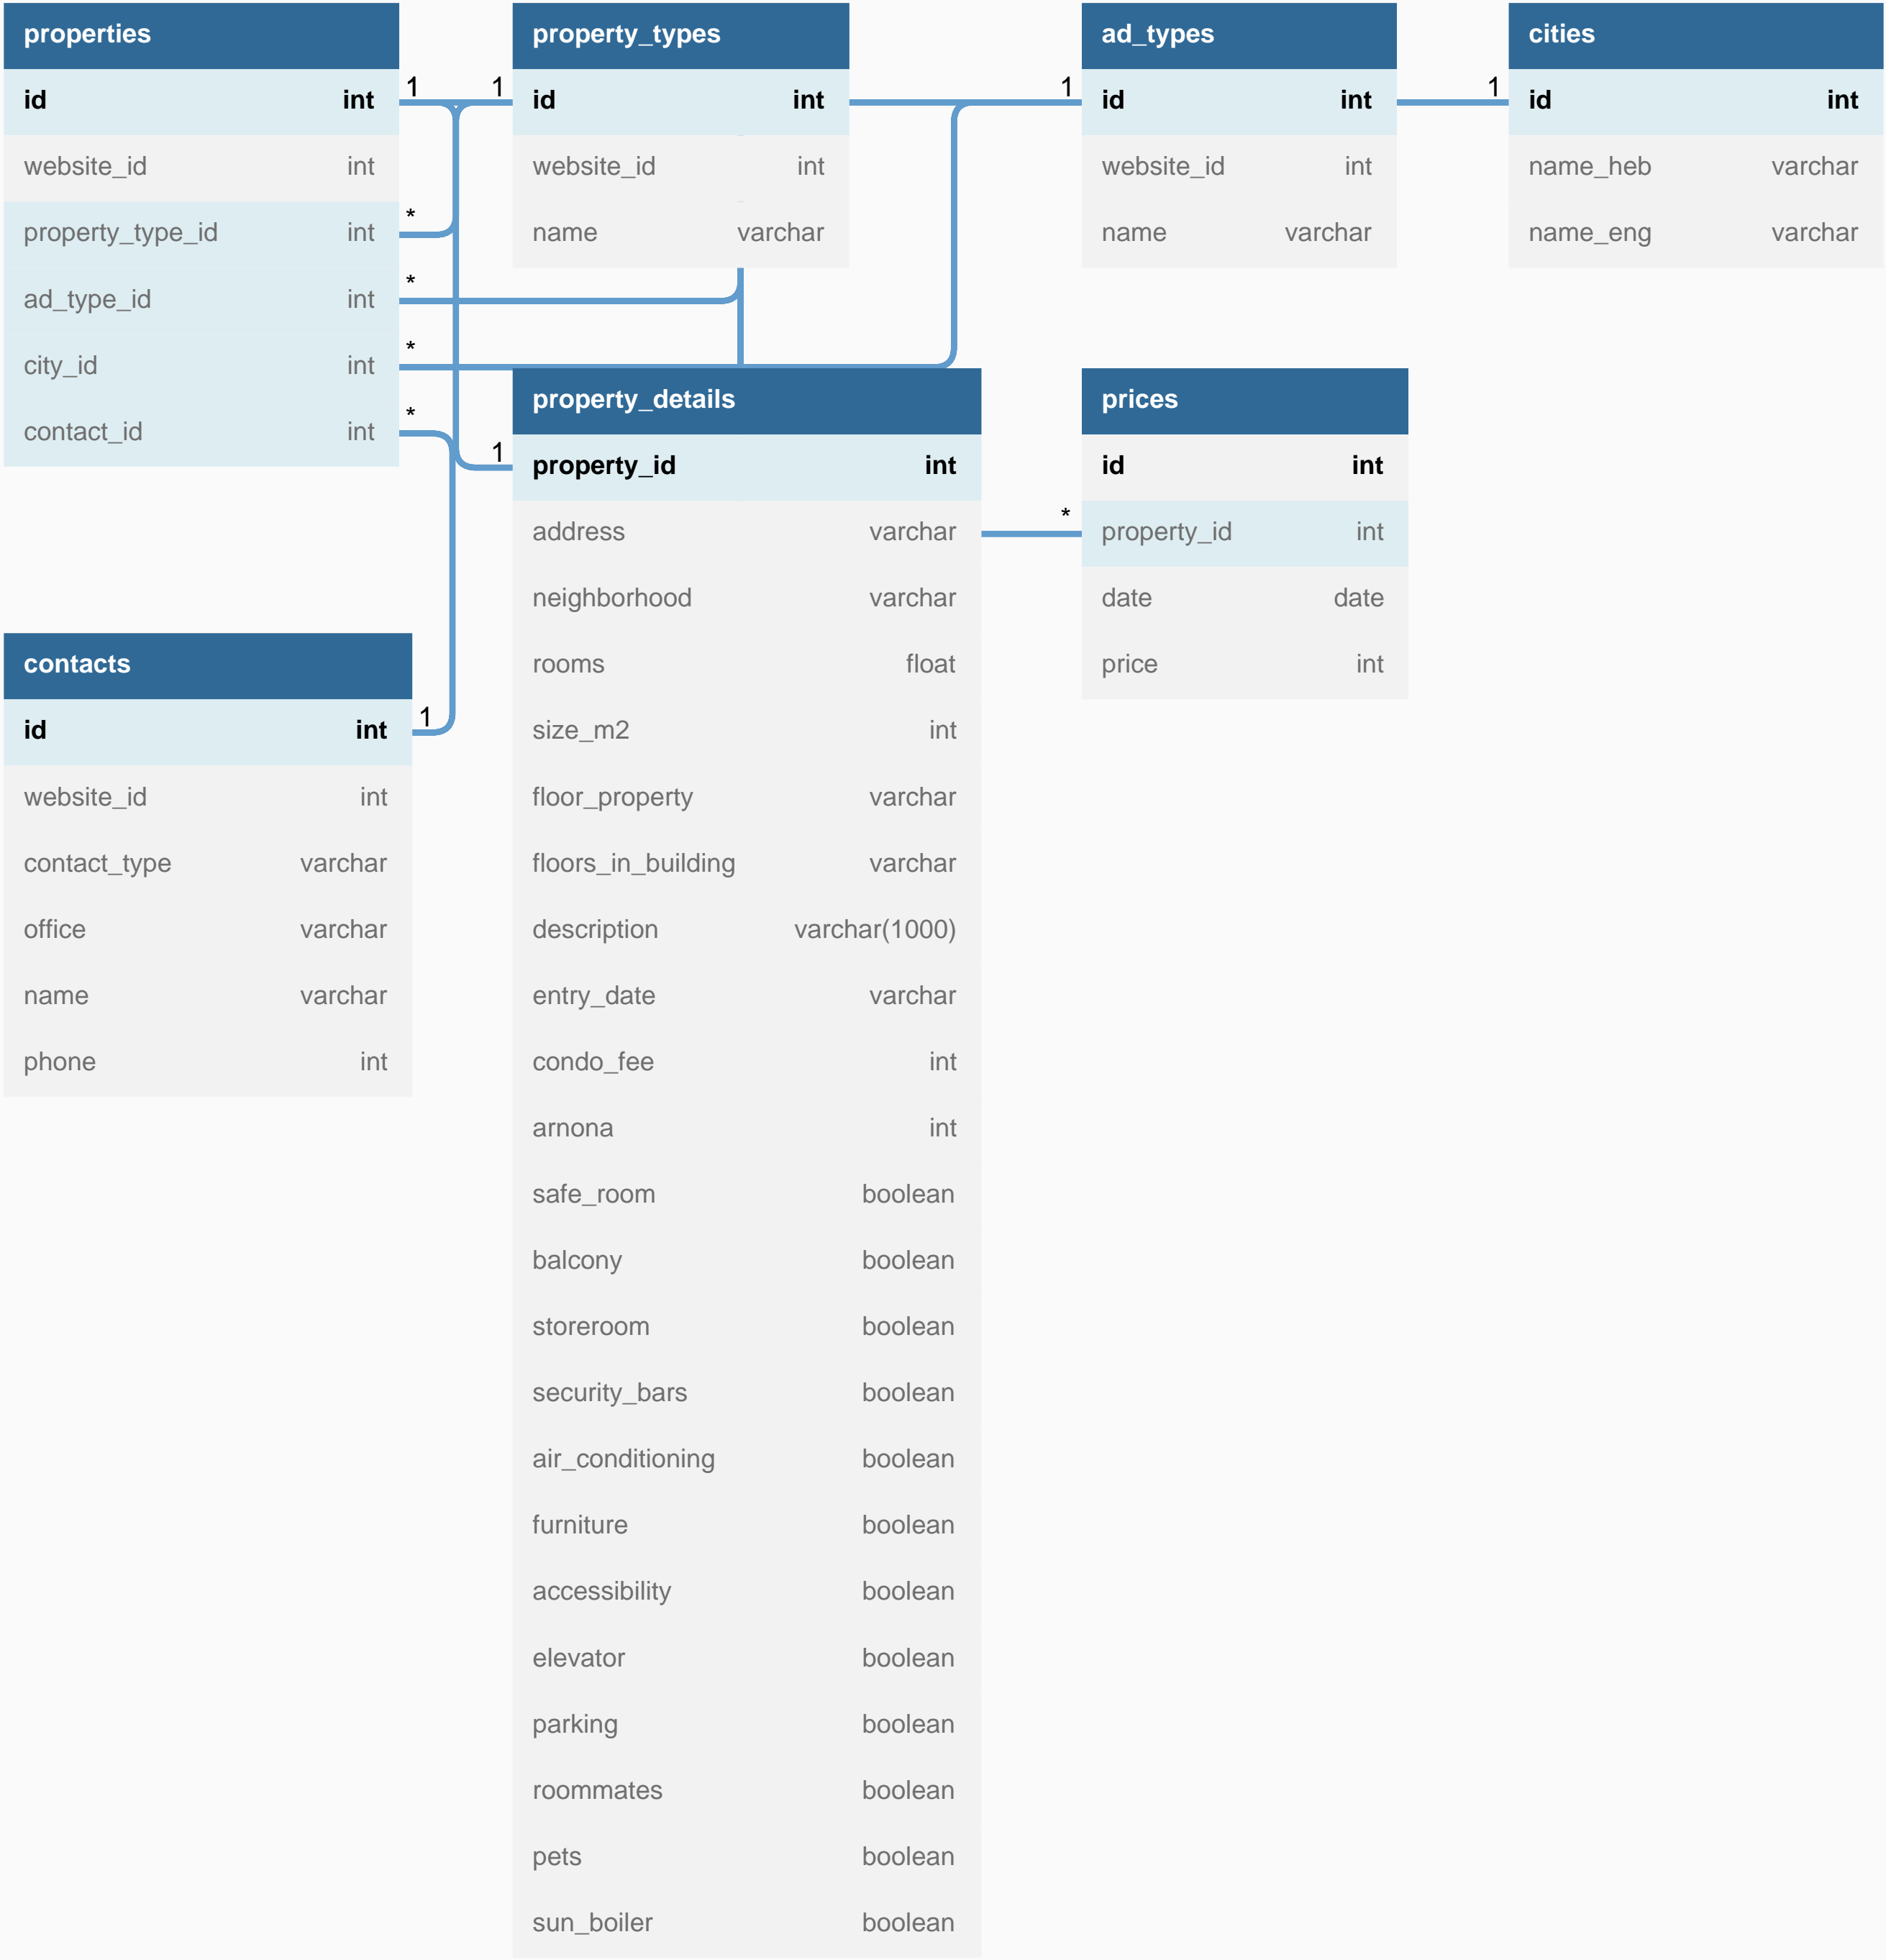 properties
id int
website_id int
property_type_id int
ad_type_id int
city_id int
contact_id int
1
*
*
*
*
property_types
1
id int
website_id int
name varchar
ad_types
1
id int
website_id int
name varchar
cities
1
id int
name_heb varchar
name_eng varchar
property_details
1
property_id int
address varchar
neighborhood varchar
rooms float
size_m2 int
floor_property varchar
floors_in_building varchar
description varchar(1000)
entry_date varchar
condo_fee int
arnona int
safe_room boolean
balcony boolean
storeroom boolean
security_bars boolean
air_conditioning boolean
furniture boolean
accessibility boolean
elevator boolean
parking boolean
roommates boolean
pets boolean
sun_boiler boolean
prices
id int
*
property_id int
date date
price int
contacts
id int
1
website_id int
contact_type varchar
office varchar
name varchar
phone int